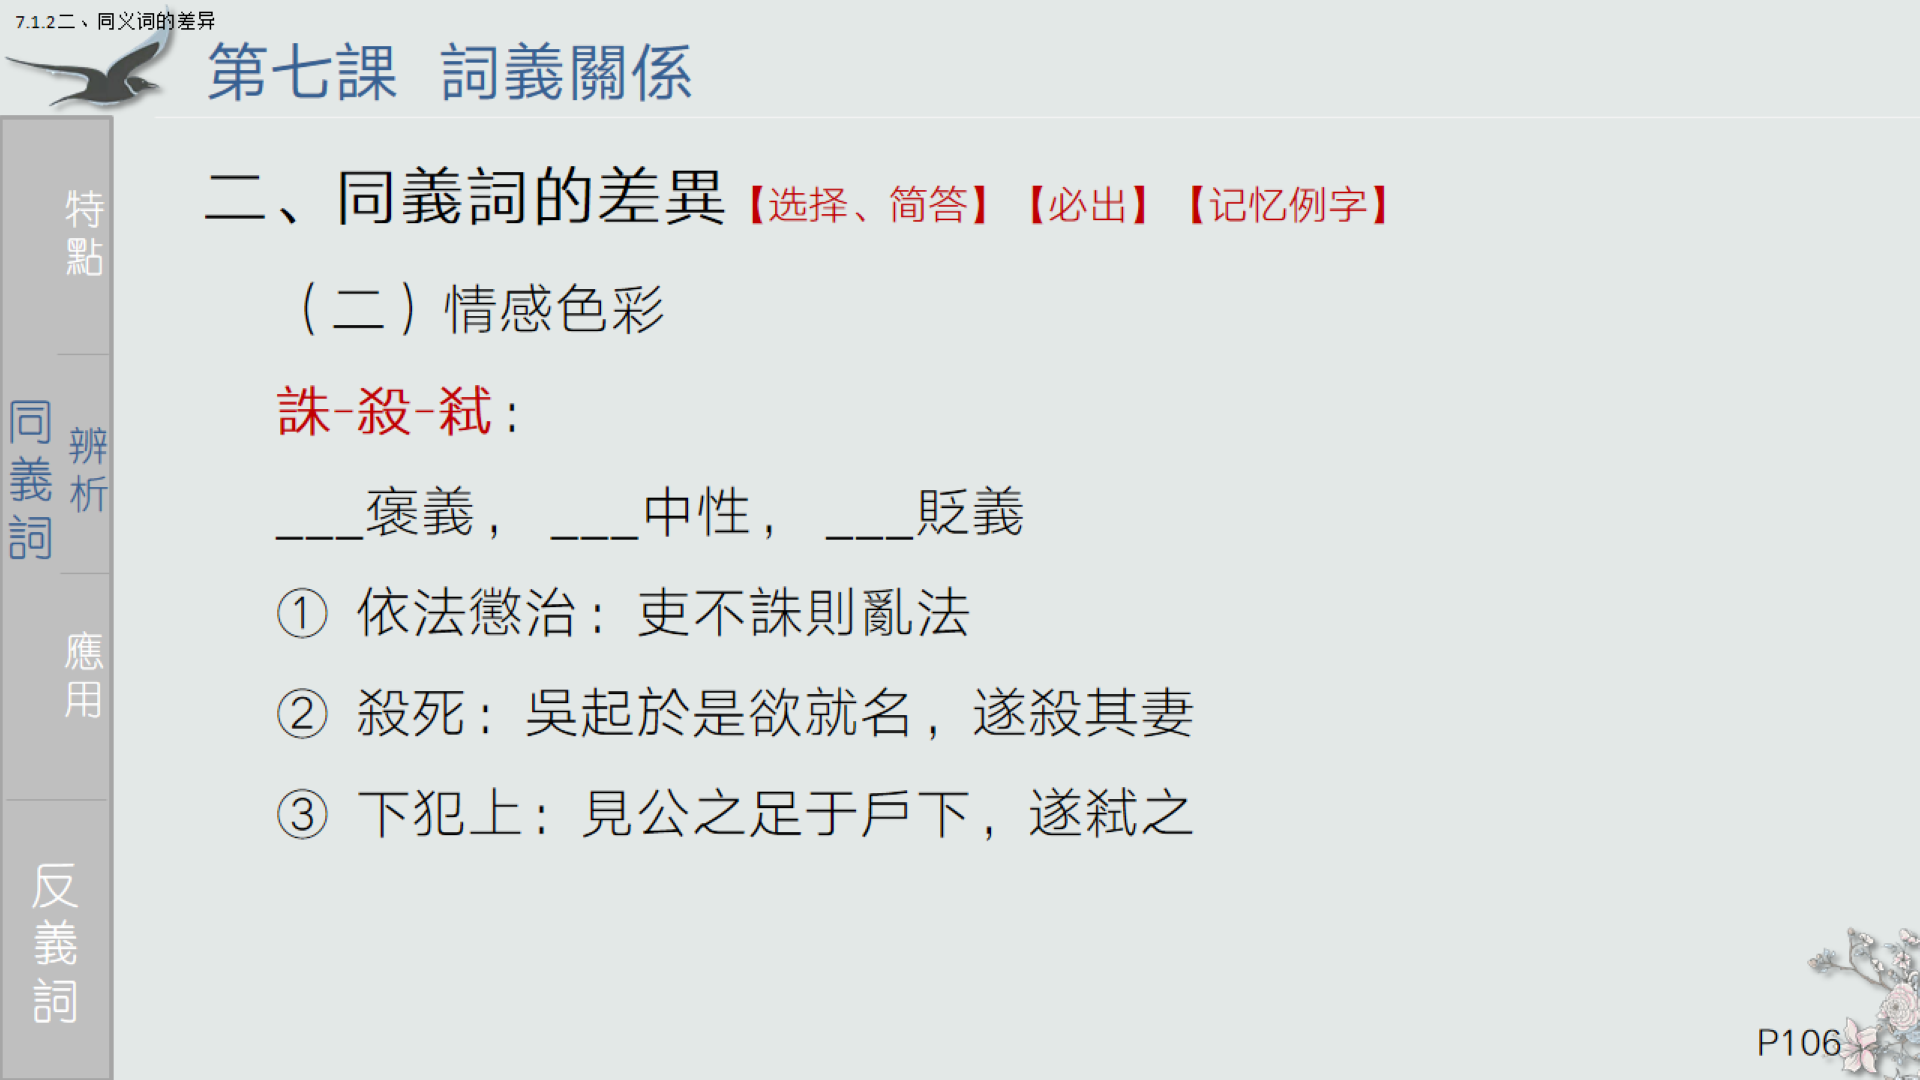 7.1.2二、同义词的差异
第七課 詞義關係
特點
同義詞
辨析
應用
反義詞
二、同義詞的差異【选择、简答】【必出】【记忆例字】
（二）情感色彩
誅-殺-弒：
___褒義，___中性，___貶義
① 依法懲治：吏不誅則亂法
② 殺死：吳起於是欲就名，遂殺其妻
③ 下犯上：見公之足于戶下，遂弒之
P106